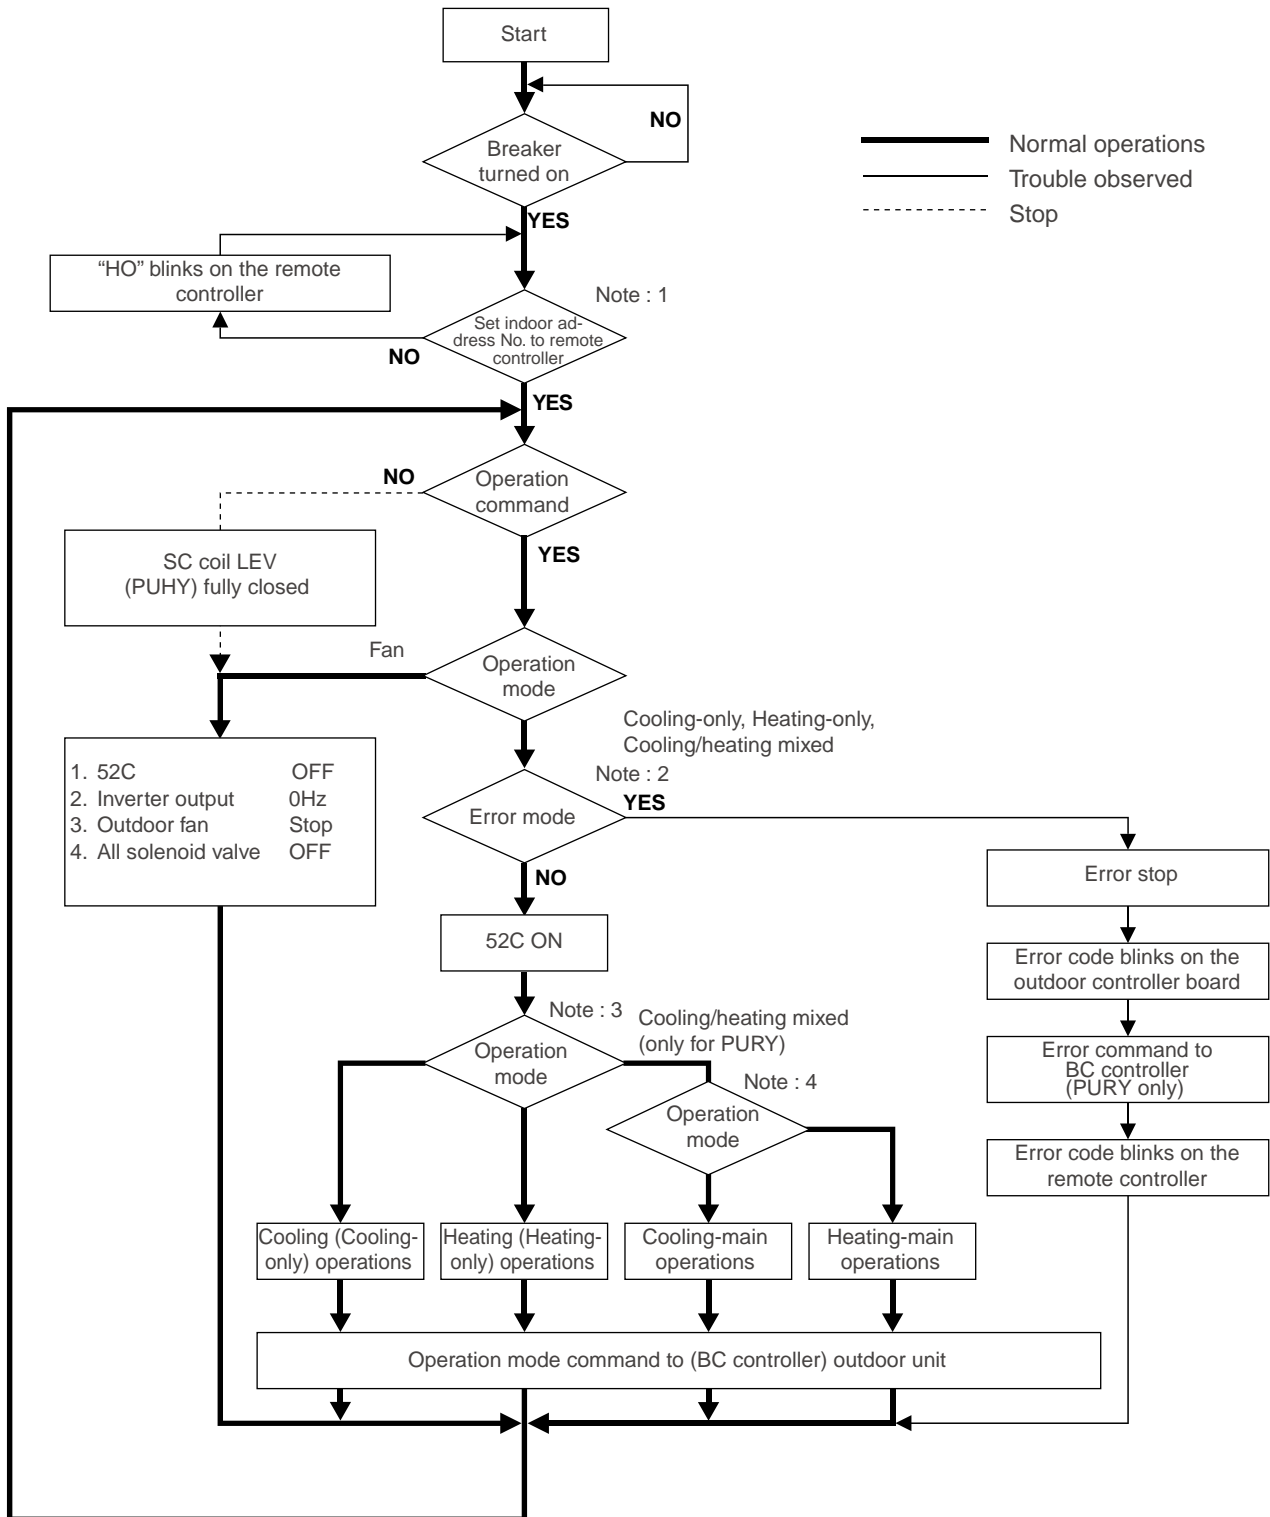 Start
NO
Breaker
turned on
Normal operations
Trouble observed
Stop
YES
“HO” blinks on the remote
controller
Note : 1
Set indoor ad-
dress No. to remote
controller
NO
YES
NO
Operation
command
YES
SC coil LEV
(PUHY) fully closed
Fan
Operation
mode
Cooling-only, Heating-only,
Cooling/heating mixed
Note : 2
YES
1. 52C OFF
2. Inverter output 0Hz
3. Outdoor fan Stop
4. All solenoid valve OFF
Error mode
NO
Error stop
52C ON
Error code blinks on the
outdoor controller board
Note : 3
Cooling/heating mixed
(only for PURY)
Operation
mode
Error command to
BC controller
(PURY only)
Note : 4
Operation
mode
Error code blinks on the
remote controller
Cooling (Cooling-
only) operations
Heating (Heating-
only) operations
Cooling-main
operations
Heating-main
operations
Operation mode command to (BC controller) outdoor unit